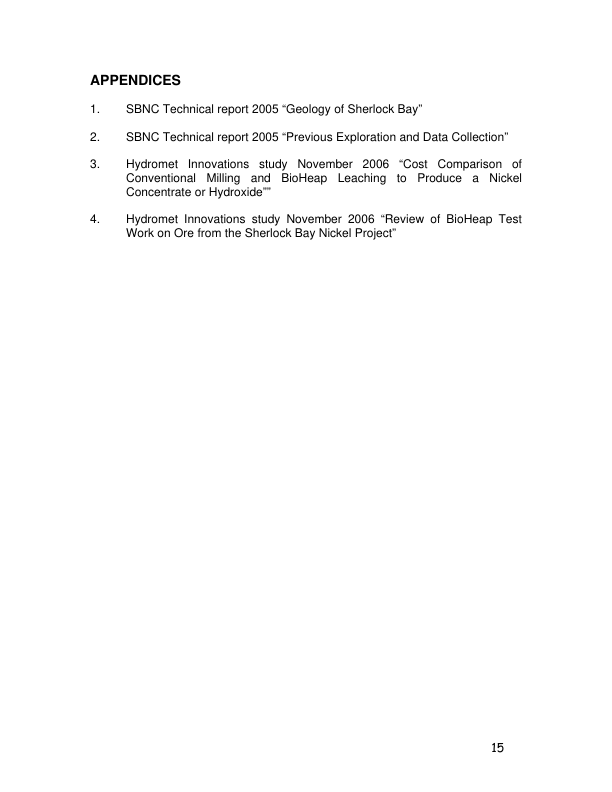 APPENDICES
1. SBNC Technical report 2005 “Geology of Sherlock Bay”
2. SBNC Technical report 2005 “Previous Exploration and Data Collection”
3. Hydromet Innovations study November 2006 “Cost Comparison of
Conventional Milling and BioHeap Leaching to Produce a Nickel
Concentrate or Hydroxide””
4. Hydromet Innovations study November 2006 “Review of BioHeap Test
Work on Ore from the Sherlock Bay Nickel Project”
15